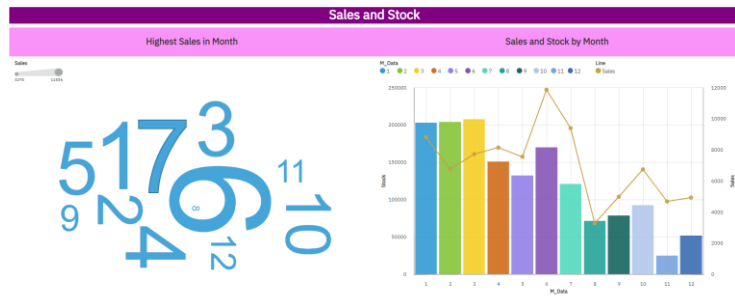 Sales and Stock
Highest Sales in Month
Sales and Stock by Month
Sales
M_Data
1 2 3 4 5 6 7 8 9 10 11 12
Line
Sales
5 1 7 3
11
9 2 6 8 10
4 12
Stock
250000
200000
150000
100000
50000
0
12000
10000
8000
6000
4000
2000
0
Sales
1 2 3 4 5 6 7 8 9 10 11 12
M_Data